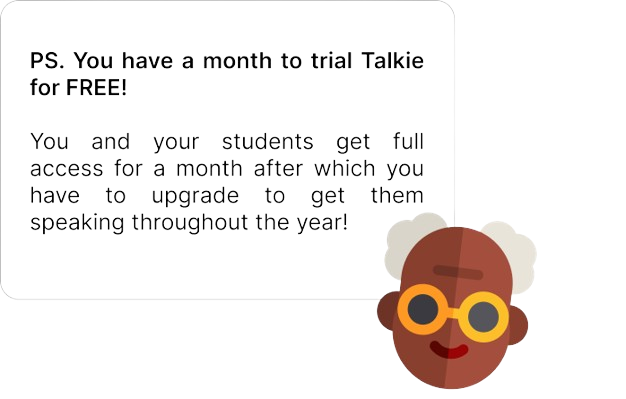 PS. You have a month to trial Talkie
for FREE!
You and your students get full
access for a month after which you
have to upgrade to get them
speaking throughout the year!